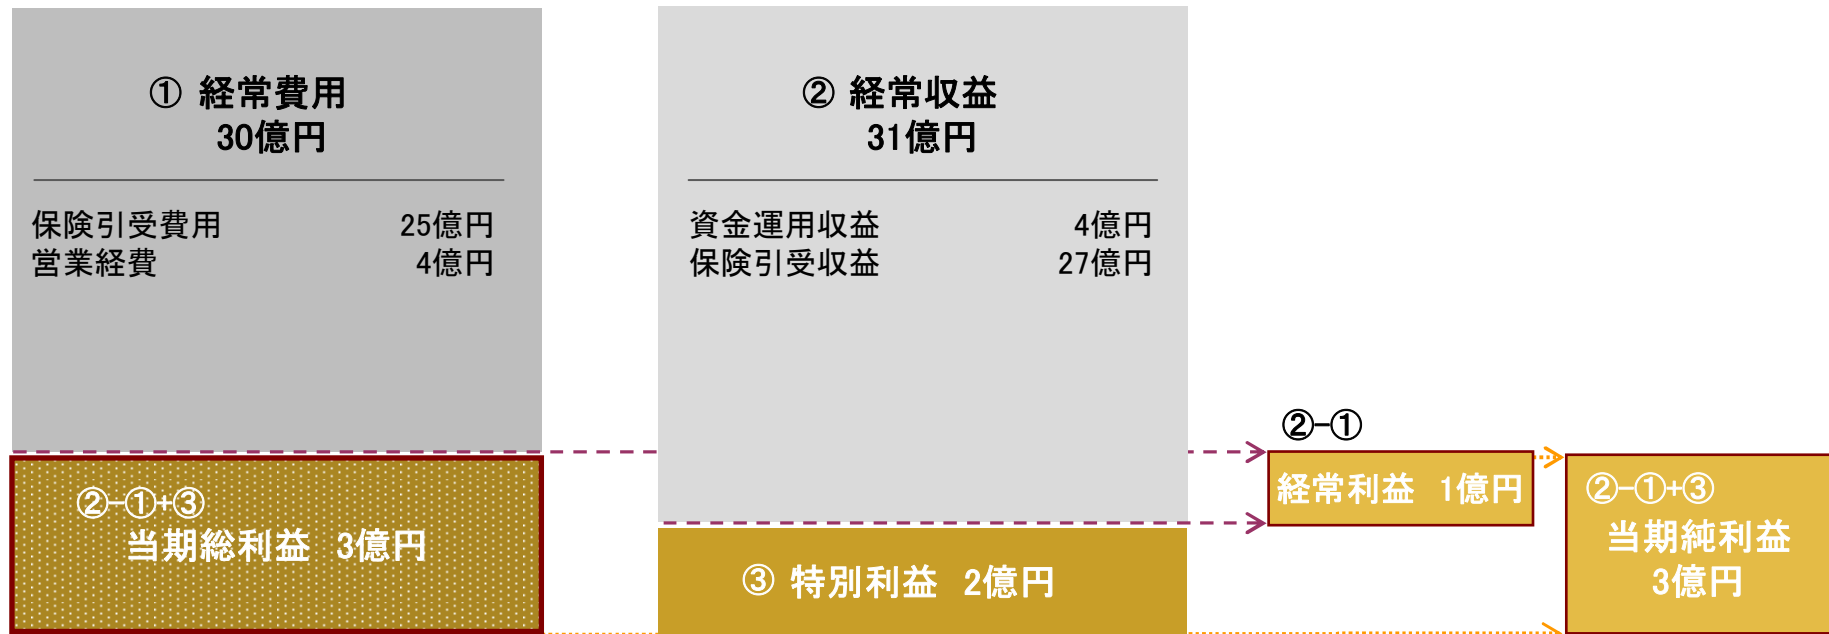 ① 経常費用
30億円
保険引受費用 25億円
営業経費 4億円
②-①+③
当期総利益 3億円
② 経常収益
31億円
資金運用収益 4億円
保険引受収益 27億円
③ 特別利益 2億円
②-①
経常利益 1億円
②-①+③
当期純利益
3億円